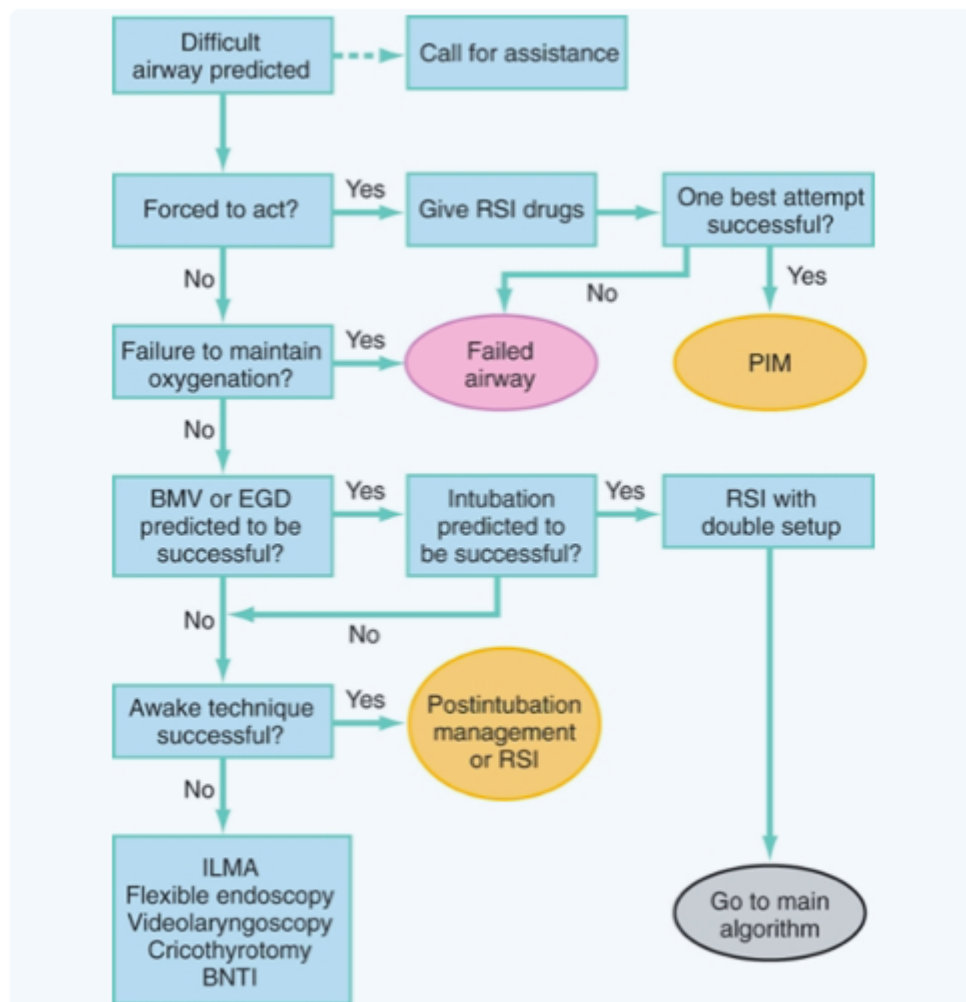 Difficult
airway predicted
Call for assistance
Forced to act?
Yes
Give RSI drugs
One best attempt
successful?
No
No
Yes
Failure to maintain
oxygenation?
Yes
Failed
airway
PIM
No
BMV or EGD
predicted to be
successful?
Yes
Intubation
predicted to
be successful?
Yes
RSI with
double setup
No
No
Awake technique
successful?
Yes
Postintubation
management
or RSI
No
ILMA
Flexible endoscopy
Videolaryngoscopy
Cricothyrotomy
BNTI
Go to main
algorithm